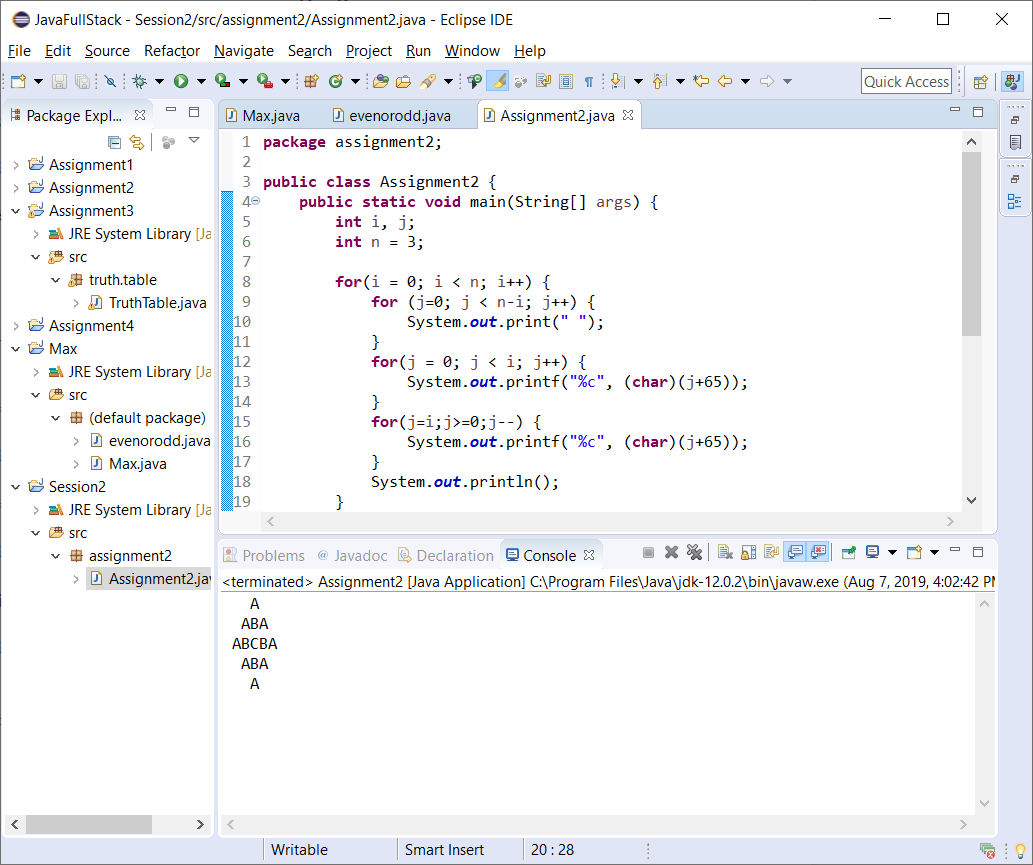 JavaFullStack - Session2/src/assignment2/Assignment2.java - Eclipse IDE
File Edit Source Refactor Navigate Search Project Run Window Help
Quick Access
Package Expl...
Assignment1
Assignment2
Assignment3
JRE System Library [Ja
src
truth.table
TruthTable.java
Assignment4
Max
JRE System Library [Ja
src
(default package)
evenorodd.java
Max.java
Session2
JRE System Library [Ja
src
assignment2
Assignment2.jav
Max.java evenorodd.java Assignment2.java
1 package assignment2;
2
3 public class Assignment2 {
4 public static void main(String[] args) {
5 int i, j;
6 int n = 3;
7
8 for(i = 0; i < n; i++) {
9 for (j=0; j < n-i; j++) {
10 System.out.print(" ");
11 }
12 for(j = 0; j < i; j++) {
13 System.out.printf("%c", (char)(j+65));
14 }
15 for(j=i;j>=0;j--) {
16 System.out.printf("%c", (char)(j+65));
17 }
18 System.out.println();
19 }
Problems @ Javadoc Declaration Console
<terminated> Assignment2 [Java Application] C:\Program Files\Java\jdk-12.0.2\bin\javaw.exe (Aug 7, 2019, 4:02:42 PM
A
ABA
ABCBA
ABA
A
Writable Smart Insert 20 : 28